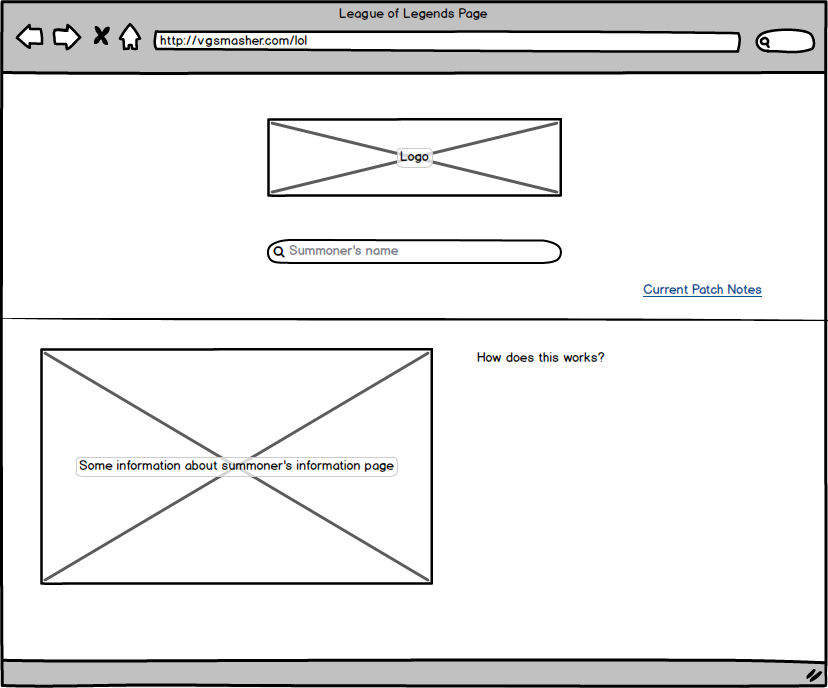 League of Legends Page
http://vgsmasher.com/lol
Logo
Summoner's name
Current Patch Notes
How does this works?
Some information about summoner's information page